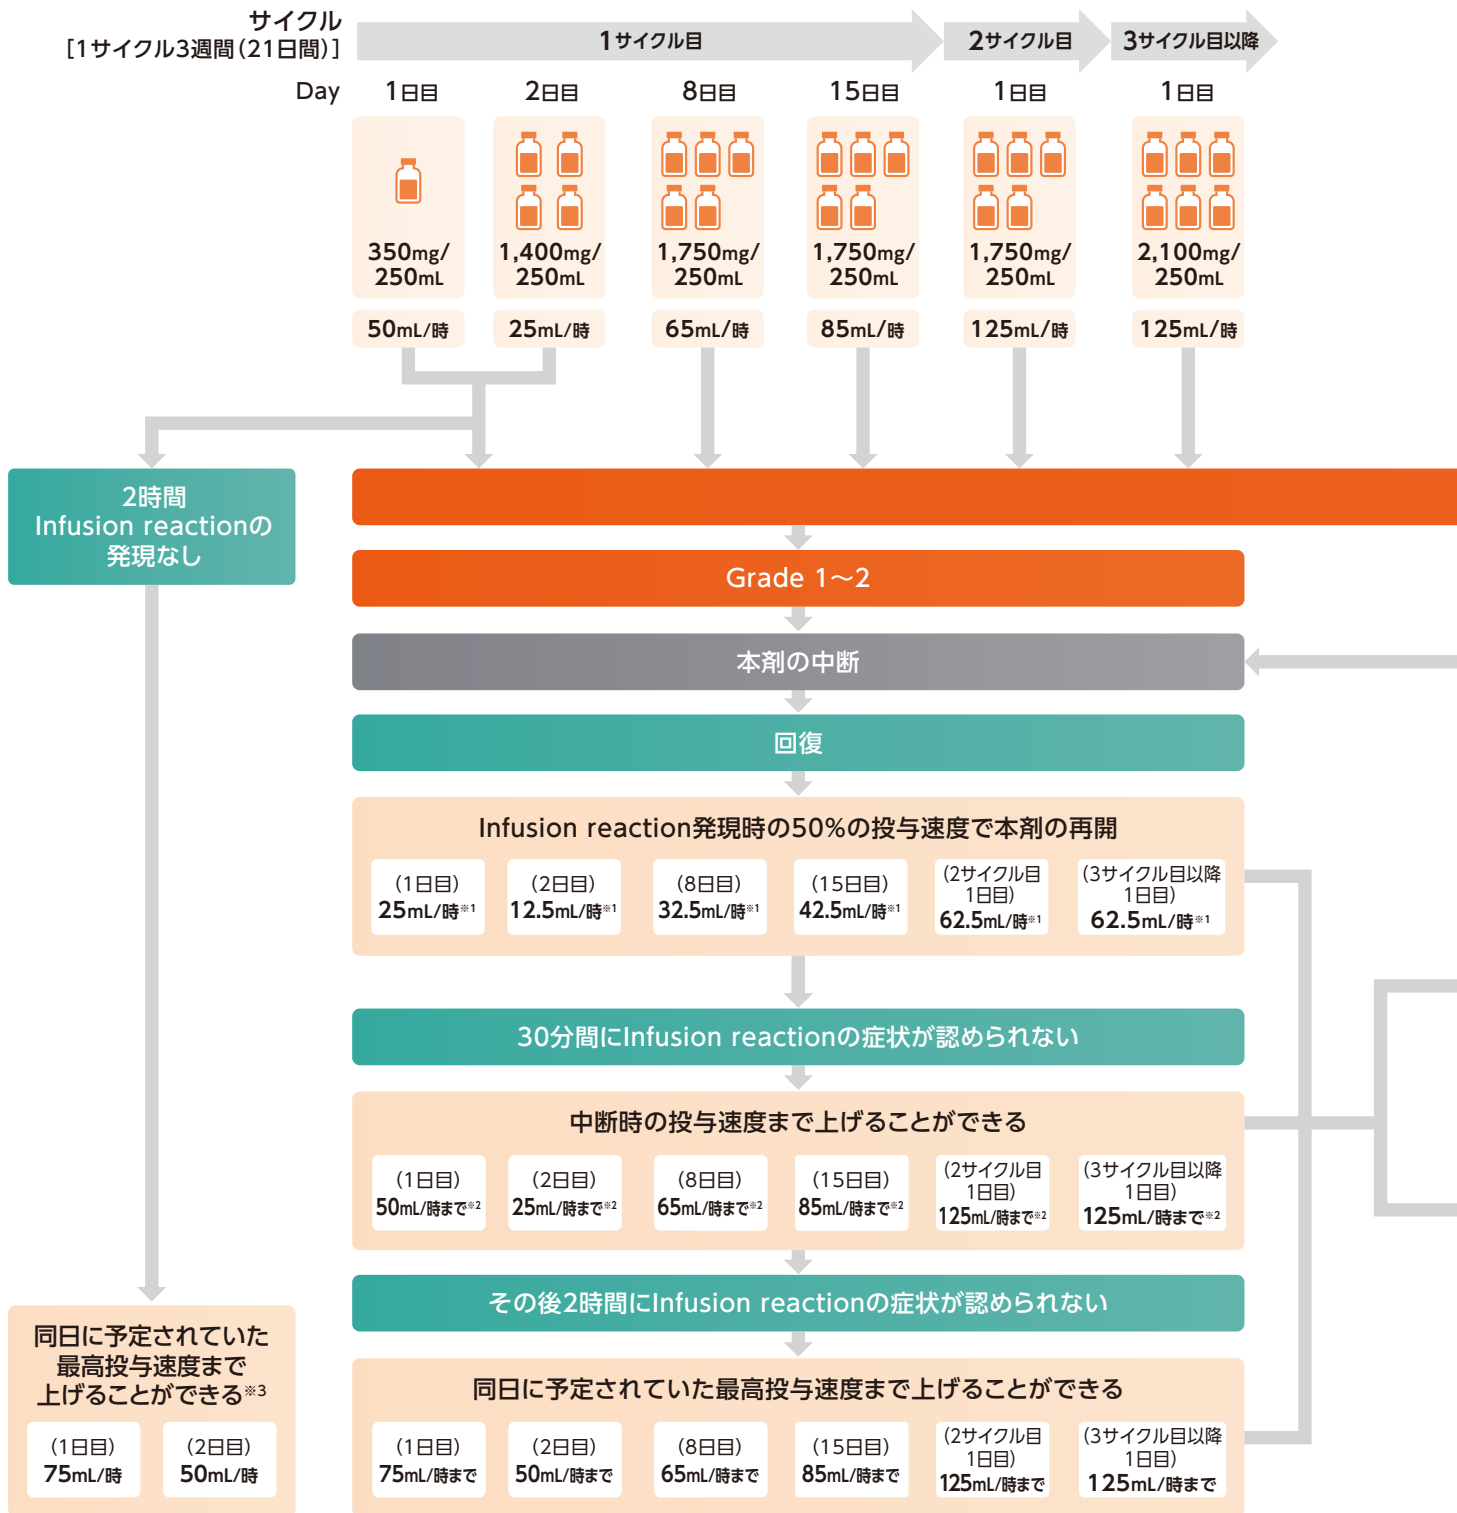 サイクル
[1サイクル3週間(21日間)]
1サイクル目
2サイクル目
3サイクル目以降
Day
1日目
2日目
8日目
15日目
1日目
1日目
350mg/
250mL
1,400mg/
250mL
1,750mg/
250mL
1,750mg/
250mL
1,750mg/
250mL
2,100mg/
250mL
50mL/時
25mL/時
65mL/時
85mL/時
125mL/時
125mL/時
2時間
Infusion reactionの
発現なし
Grade 1～2
本剤の中断
回復
Infusion reaction発現時の50%の投与速度で本剤の再開
(1日目)
25mL/時※1
(2日目)
12.5mL/時※1
(8日目)
32.5mL/時※1
(15日目)
42.5mL/時※1
(2サイクル目
1日目)
62.5mL/時※1
(3サイクル目以降
1日目)
62.5mL/時※1
30分間にInfusion reactionの症状が認められない
中断時の投与速度まで上げることができる
(1日目)
50mL/時まで※2
(2日目)
25mL/時まで※2
(8日目)
65mL/時まで※2
(15日目)
85mL/時まで※2
(2サイクル目
1日目)
125mL/時まで※2
(3サイクル目以降
1日目)
125mL/時まで※2
その後2時間にInfusion reactionの症状が認められない
同日に予定されていた
最高投与速度まで
上げることができる※3
(1日目)
75mL/時
(2日目)
50mL/時
同日に予定されていた最高投与速度まで上げることができる
(1日目)
75mL/時まで
(2日目)
50mL/時まで
(8日目)
65mL/時まで
(15日目)
85mL/時まで
(2サイクル目
1日目)
125mL/時まで
(3サイクル目以降
1日目)
125mL/時まで